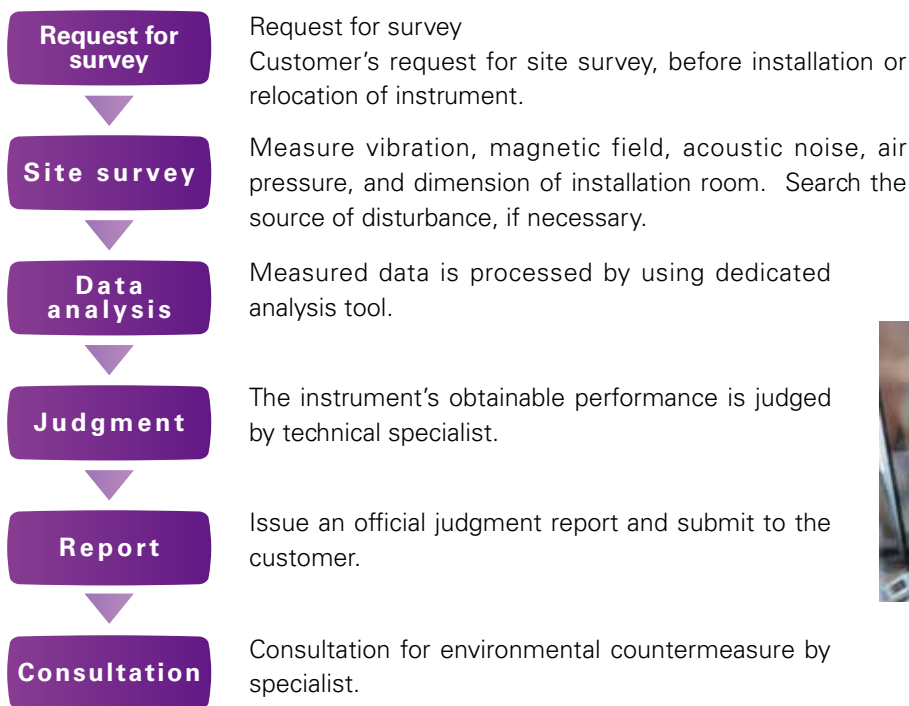 Request for
survey
Request for survey
Customer's request for site survey, before installation or
relocation of instrument.
Site survey
Measure vibration, magnetic field, acoustic noise, air
pressure, and dimension of installation room. Search the
source of disturbance, if necessary.
Data
analysis
Measured data is processed by using dedicated
analysis tool.
Judgment
The instrument's obtainable performance is judged
by technical specialist.
Report
Issue an official judgment report and submit to the
customer.
Consultation
Consultation for environmental countermeasure by
specialist.